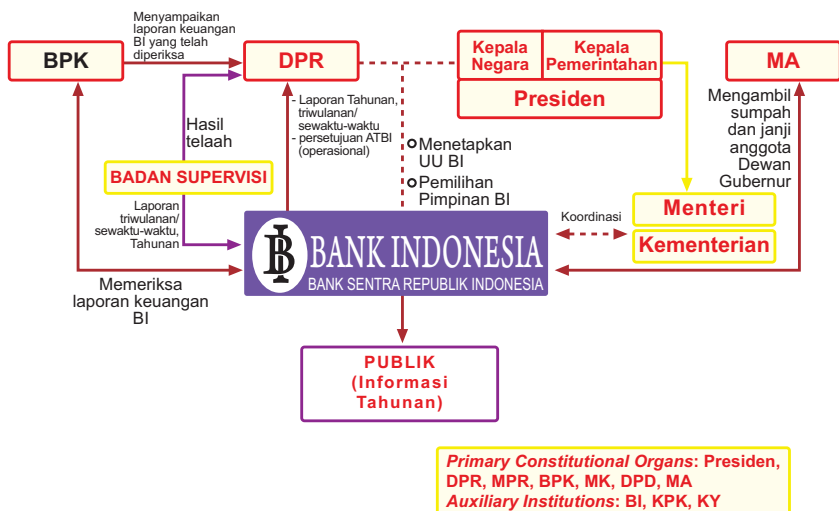 Menyampaikan
laporan keuangan
BI yang telah
diperiksa
BPK
DPR
Kepala
Negara
Kepala
Pemerintahan
Presiden
MA
- Laporan Tahunan,
triwulanan/
sewaktu-waktu
- persetujuan ATBI
(operasional)
Mengambil
sumpah
dan janji
anggota
Dewan
Gubernur
Hasil
telaah
Menetapkan
UU BI
Pemilihan
Pimpinan BI
BADAN SUPERVISI
Laporan
triwulanan/
sewaktu-waktu,
Tahunan
Koordinasi
Menteri
Kementerian
BANK INDONESIA
BANK SENTRA REPUBLIK INDONESIA
Memeriksa
laporan keuangan
BI
PUBLIK
(Informasi
Tahunan)
Primary Constitutional Organs: Presiden,
DPR, MPR, BPK, MK, DPD, MA
Auxiliary Institutions: BI, KPK, KY